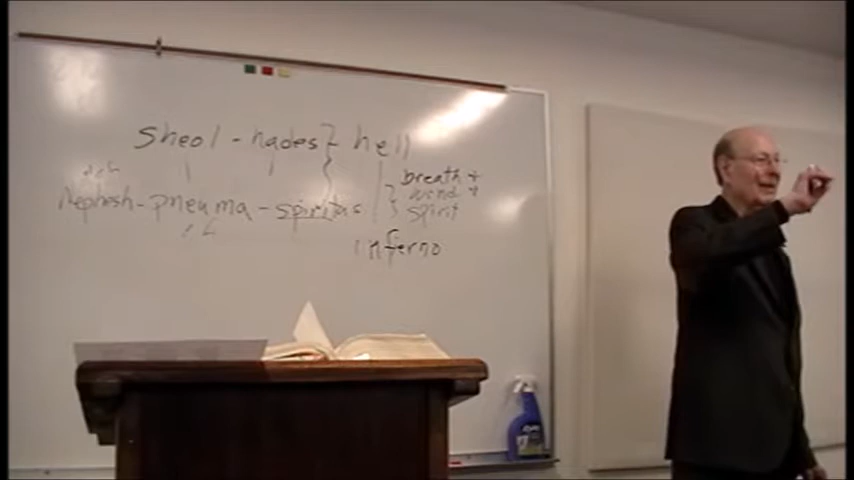 sheol - hades } hell
Nephesh - pneuma - spiritus } breath +
wind +
spirit
inferno